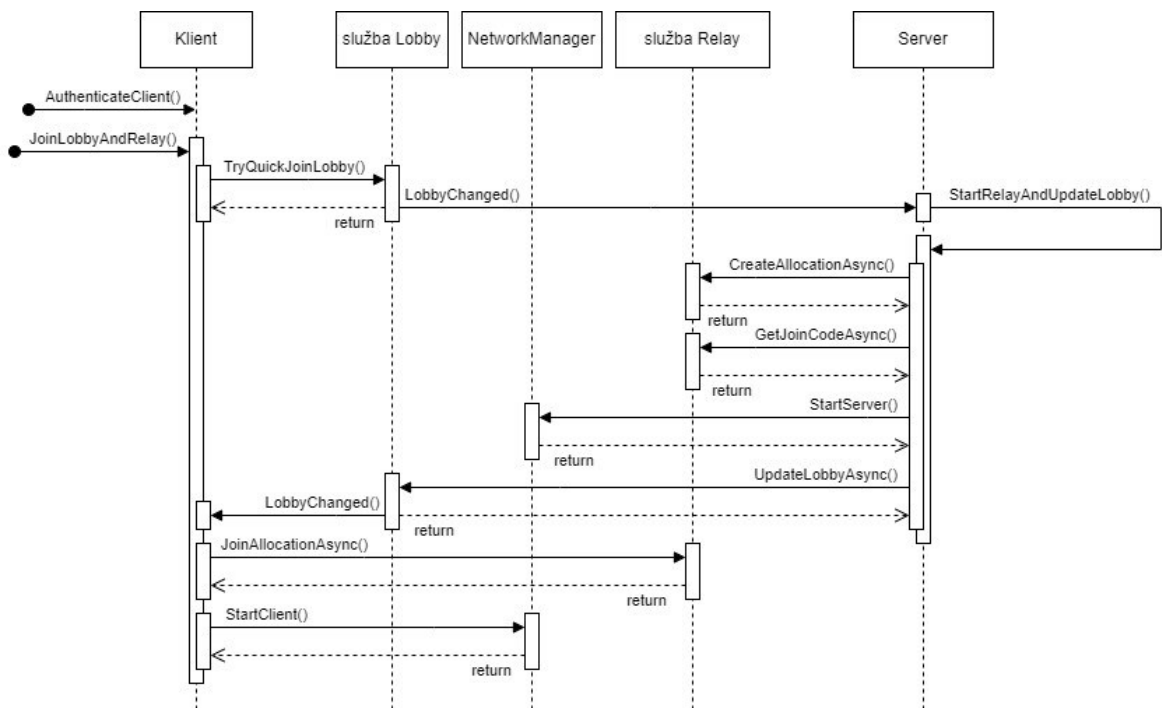 Klient
služba Lobby
NetworkManager
služba Relay
Server
AuthenticateClient()
JoinLobbyAndRelay()
TryQuickJoinLobby()
LobbyChanged()
StartRelayAndUpdateLobby()
return
CreateAllocationAsync()
return
GetJoinCodeAsync()
return
StartServer()
return
UpdateLobbyAsync()
LobbyChanged()
return
JoinAllocationAsync()
return
StartClient()
return